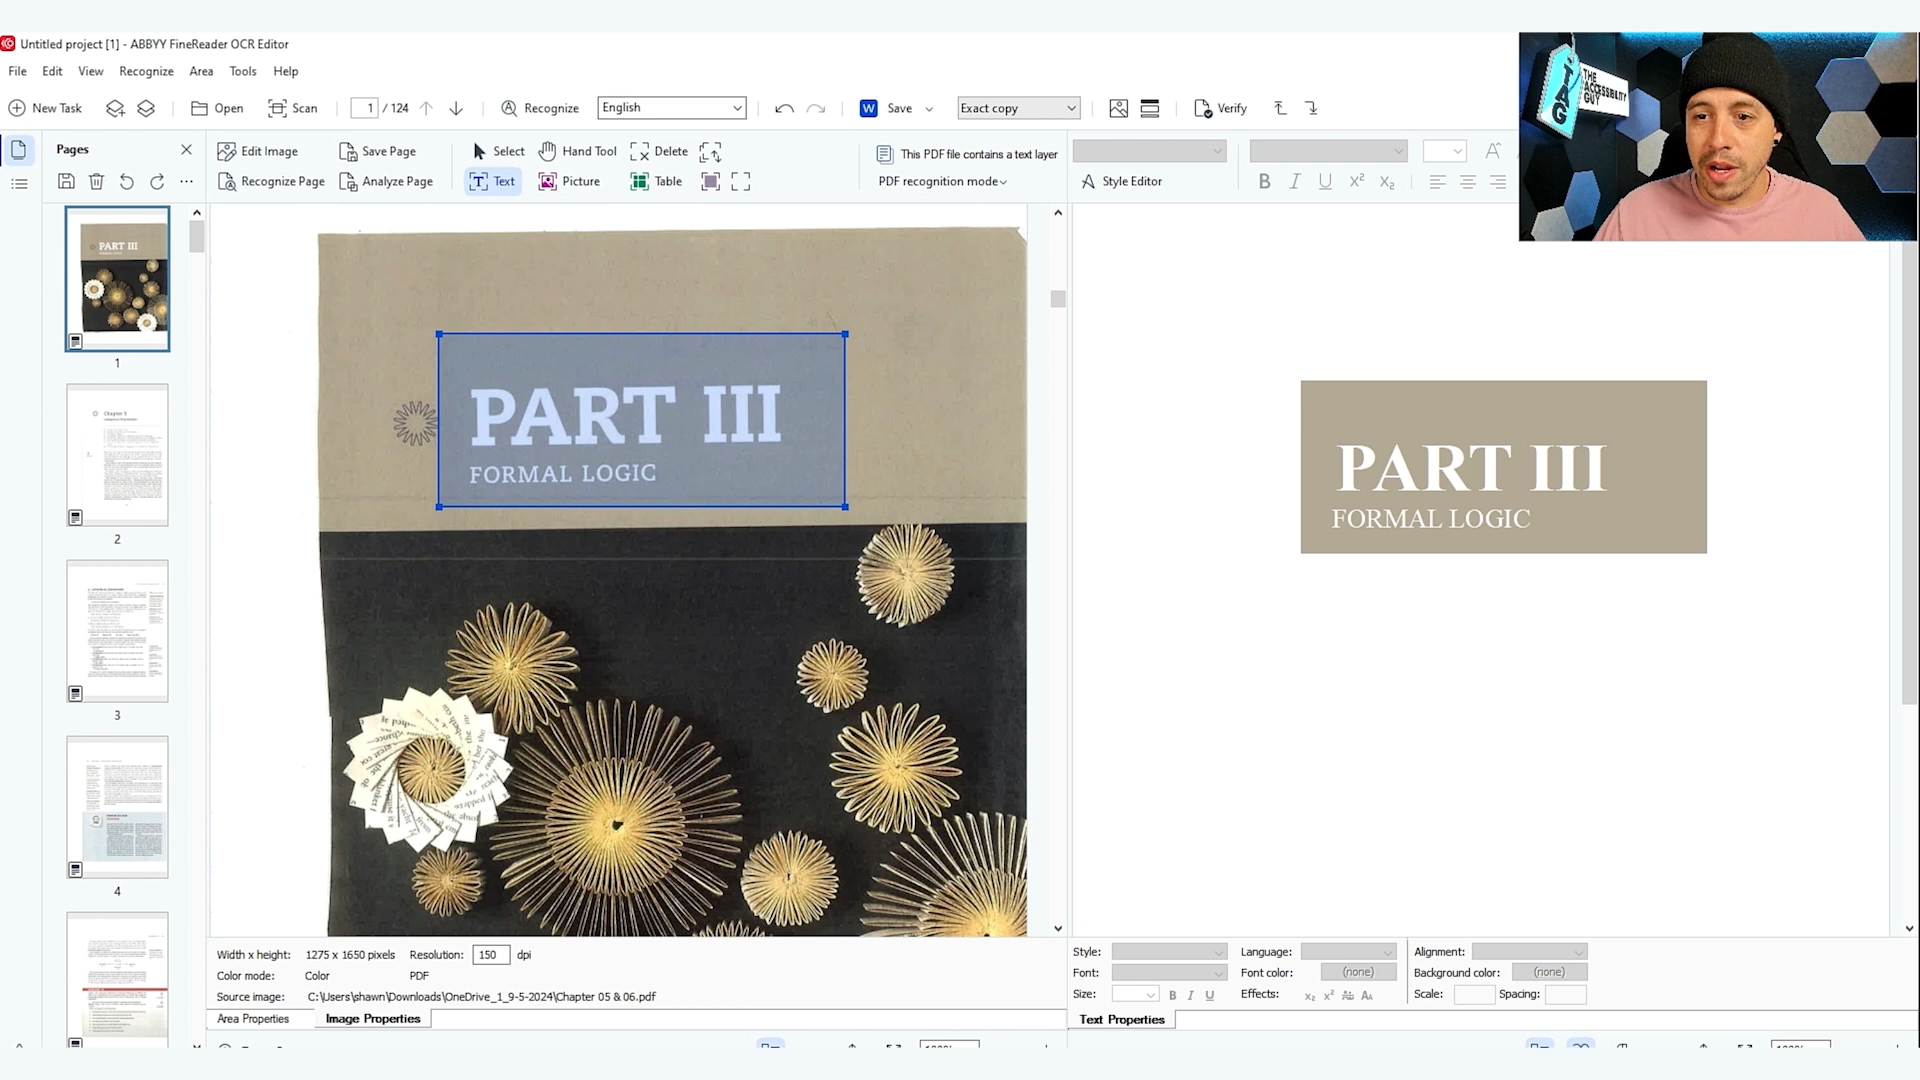 Untitled project [1] - ABBYY FineReader OCR Editor
File Edit View Recognize Area Tools Help
New Task Open Scan 1 / 124 Recognize English Save Exact copy Verify
Pages
Edit Image Save Page Select Hand Tool Delete This PDF file contains a text layer
Recognize Page Analyze Page Text Picture Table PDF recognition mode Style Editor B I U X² X₂
TAG
THE
ACCESSIBILITY
GUY
PART III
1
2
3
4
PART III
FORMAL LOGIC
PART III
FORMAL LOGIC
Width x height: 1275 x 1650 pixels Resolution: 150 dpi
Color mode: Color PDF
Source image: C:\Users\shawn\Downloads\OneDrive_1_9-5-2024\Chapter 05 & 06.pdf
Area Properties Image Properties
Style: Language: Alignment:
Font: Font color: (none) Background color: (none)
Size: B I U Effects: Scale: Spacing:
Text Properties